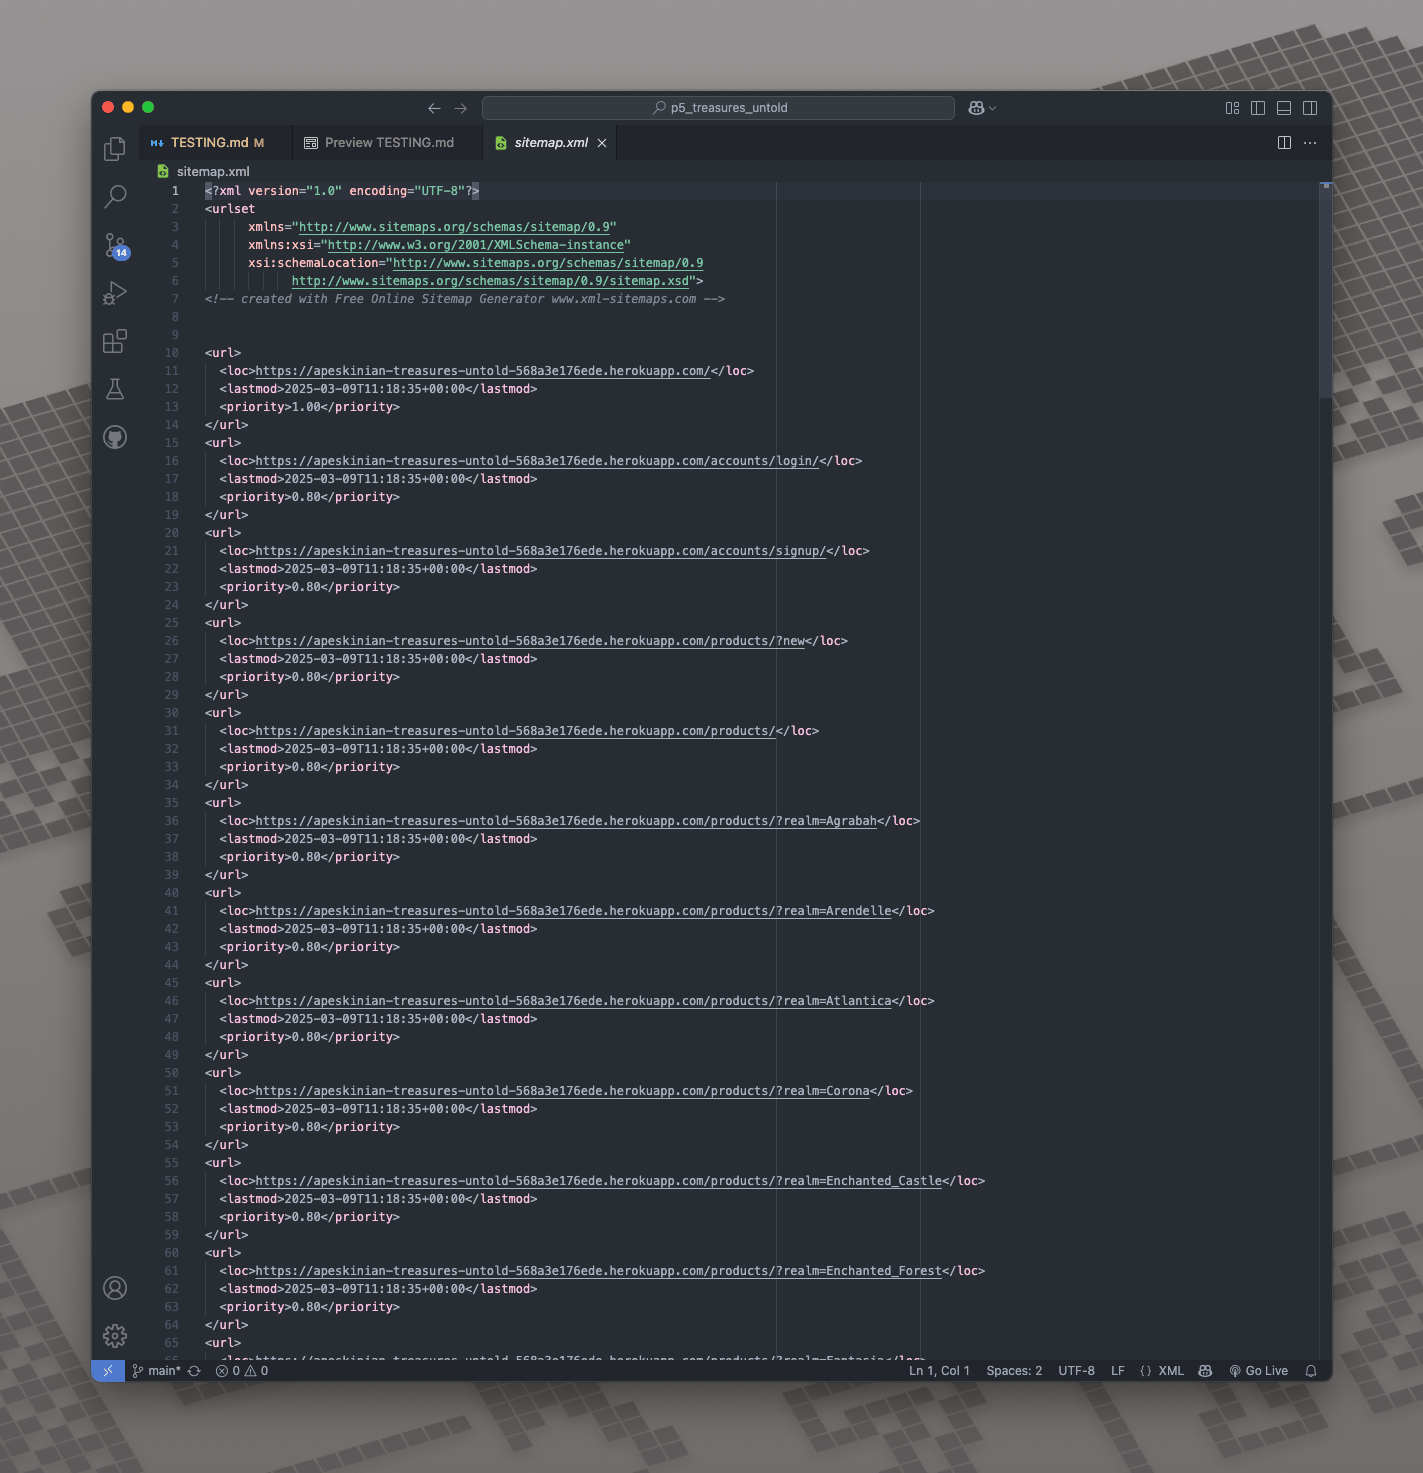 p5_treasures_untold
TESTING.md M
Preview TESTING.md
sitemap.xml
sitemap.xml
14
1 <?xml version="1.0" encoding="UTF-8"?>
2 <urlset
3 xmlns="http://www.sitemaps.org/schemas/sitemap/0.9"
4 xmlns:xsi="http://www.w3.org/2001/XMLSchema-instance"
5 xsi:schemaLocation="http://www.sitemaps.org/schemas/sitemap/0.9
6 http://www.sitemaps.org/schemas/sitemap/0.9/sitemap.xsd">
7 <!-- created with Free Online Sitemap Generator www.xml-sitemaps.com -->
8
9
10 <url>
11 <loc>https://apeskinian-treasures-untold-568a3e176ede.herokuapp.com/</loc>
12 <lastmod>2025-03-09T11:18:35+00:00</lastmod>
13 <priority>1.00</priority>
14 </url>
15 <url>
16 <loc>https://apeskinian-treasures-untold-568a3e176ede.herokuapp.com/accounts/login/</loc>
17 <lastmod>2025-03-09T11:18:35+00:00</lastmod>
18 <priority>0.80</priority>
19 </url>
20 <url>
21 <loc>https://apeskinian-treasures-untold-568a3e176ede.herokuapp.com/accounts/signup/</loc>
22 <lastmod>2025-03-09T11:18:35+00:00</lastmod>
23 <priority>0.80</priority>
24 </url>
25 <url>
26 <loc>https://apeskinian-treasures-untold-568a3e176ede.herokuapp.com/products/?new</loc>
27 <lastmod>2025-03-09T11:18:35+00:00</lastmod>
28 <priority>0.80</priority>
29 </url>
30 <url>
31 <loc>https://apeskinian-treasures-untold-568a3e176ede.herokuapp.com/products/</loc>
32 <lastmod>2025-03-09T11:18:35+00:00</lastmod>
33 <priority>0.80</priority>
34 </url>
35 <url>
36 <loc>https://apeskinian-treasures-untold-568a3e176ede.herokuapp.com/products/?realm=Agrabah</loc>
37 <lastmod>2025-03-09T11:18:35+00:00</lastmod>
38 <priority>0.80</priority>
39 </url>
40 <url>
41 <loc>https://apeskinian-treasures-untold-568a3e176ede.herokuapp.com/products/?realm=Arendelle</loc>
42 <lastmod>2025-03-09T11:18:35+00:00</lastmod>
43 <priority>0.80</priority>
44 </url>
45 <url>
46 <loc>https://apeskinian-treasures-untold-568a3e176ede.herokuapp.com/products/?realm=Atlantica</loc>
47 <lastmod>2025-03-09T11:18:35+00:00</lastmod>
48 <priority>0.80</priority>
49 </url>
50 <url>
51 <loc>https://apeskinian-treasures-untold-568a3e176ede.herokuapp.com/products/?realm=Corona</loc>
52 <lastmod>2025-03-09T11:18:35+00:00</lastmod>
53 <priority>0.80</priority>
54 </url>
55 <url>
56 <loc>https://apeskinian-treasures-untold-568a3e176ede.herokuapp.com/products/?realm=Enchanted_Castle</loc>
57 <lastmod>2025-03-09T11:18:35+00:00</lastmod>
58 <priority>0.80</priority>
59 </url>
60 <url>
61 <loc>https://apeskinian-treasures-untold-568a3e176ede.herokuapp.com/products/?realm=Enchanted_Forest</loc>
62 <lastmod>2025-03-09T11:18:35+00:00</lastmod>
63 <priority>0.80</priority>
64 </url>
65 <url>
main* 0 0 Ln 1, Col 1 Spaces: 2 UTF-8 LF {} XML Go Live